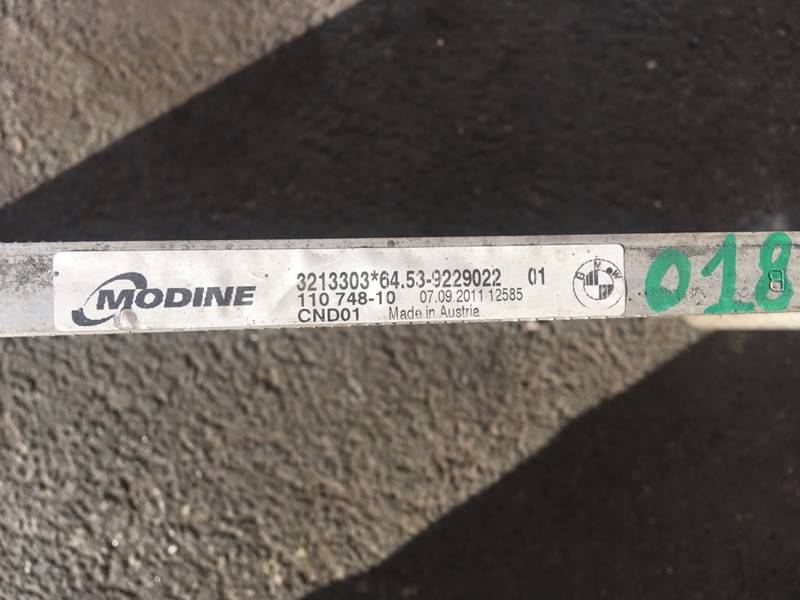 MODINE
3213303*64.53-9229022 01
110 748-10 07.09 2011 12585
CND01 Made in Austria
BMW
018
B